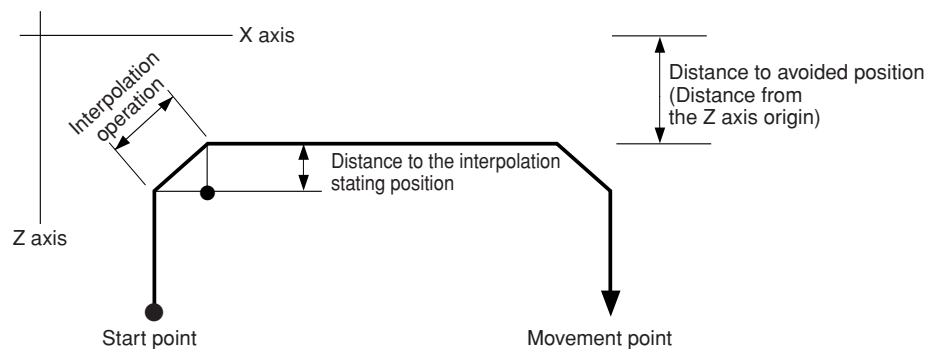 X axis
Interpolation
operation
Distance to avoided position
(Distance from
the Z axis origin)
Distance to the interpolation
stating position
Z axis
Start point
Movement point